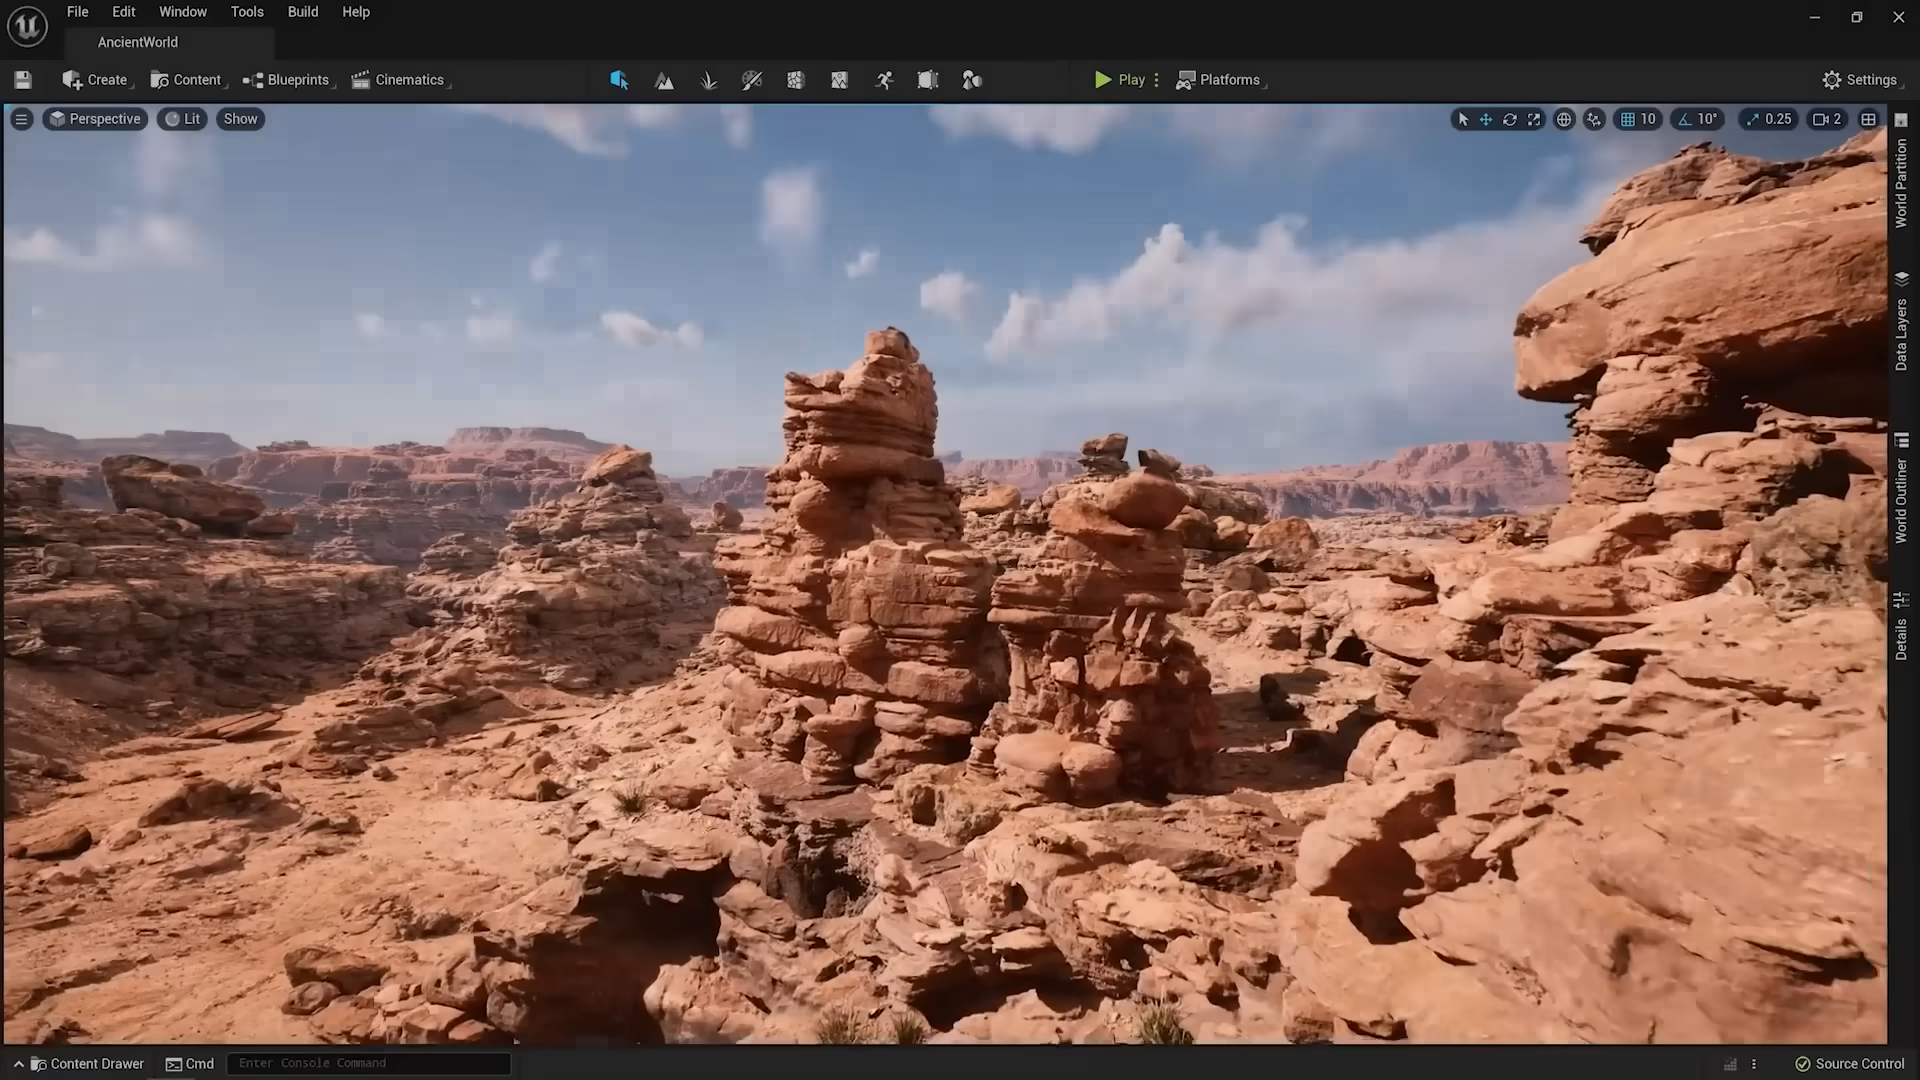 File Edit Window Tools Build Help
AncientWorld
Create Content Blueprints Cinematics Play Platforms Settings
Perspective Lit Show 10 10° 0.25 2
World Partition
Data Layers
World Outliner
Details
Content Drawer Cmd Enter Console Command Source Control